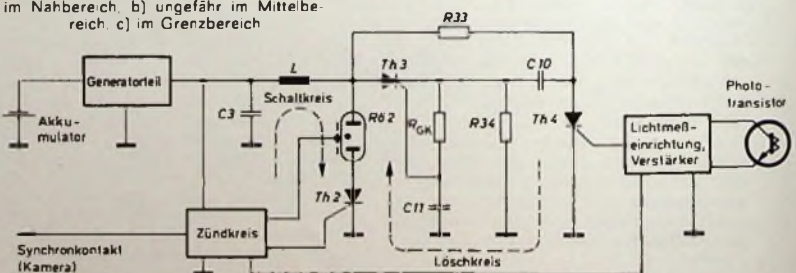 im Nahbereich, b) ungefähr im Mittelbe-
reich, c) im Grenzbereich
R33
L
Th3
C10
Generatorteil
Akku-
mulator
C3
Schaltkreis
Rö2
RGK
R34
Th4
Photo-
transistor
Lichtmeß-
einrichtung,
Verstärker
Th2
C11
Zündkreis
Synchronkontakt
(Kamera)
Löschkreis